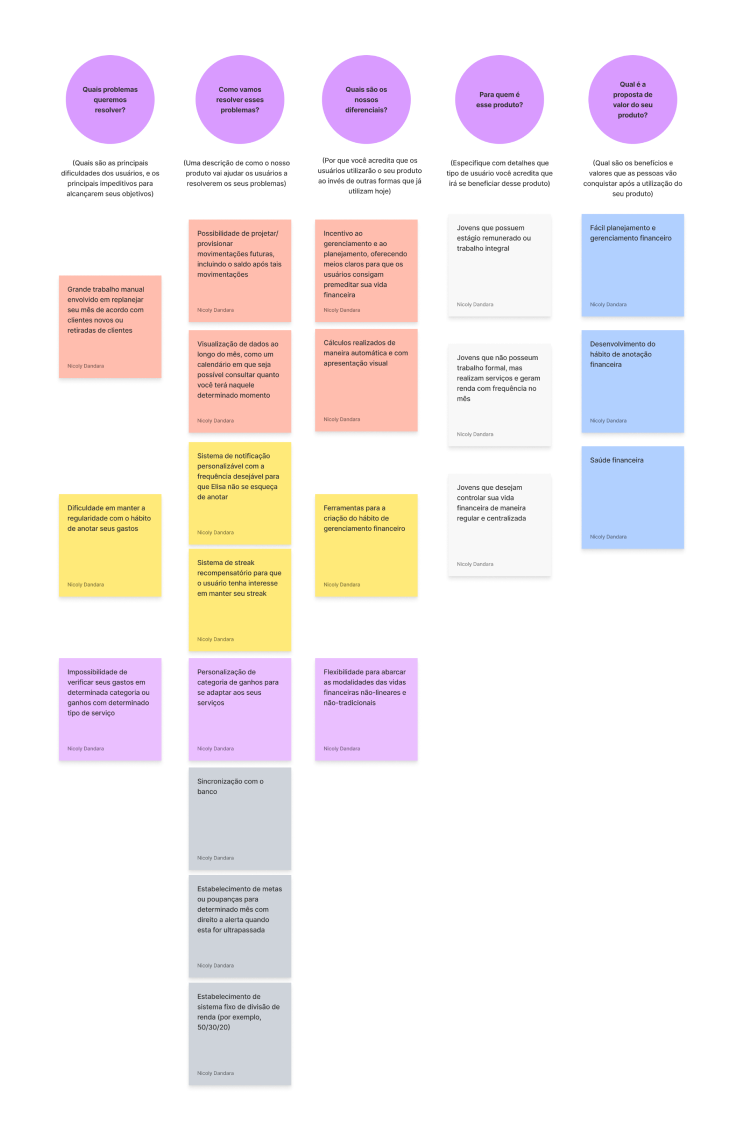 Quais problemas
queremos
resolver?
(Quais são as principais
dificuldades dos usuários, e os
principais impeditivos para
alcançarem seus objetivos)
Grande trabalho manual
envolvido em replanejar
seu mês de acordo com
clientes novos ou
retiradas de clientes
Nicoly Dandara
Dificuldade em manter a
regularidade com o hábito
de anotar seus gastos
Nicoly Dandara
Impossibilidade de
verificar seus gastos em
determinada categoria ou
ganhos com determinado
tipo de serviço
Nicoly Dandara
Como vamos
resolver esses
problemas?
(Uma descrição de como o nosso
produto vai ajudar os usuários a
resolverem os seus problemas)
Possibilidade de projetar/
provisionar
movimentações futuras,
incluindo o saldo após tais
movimentações
Nicoly Dandara
Visualização de dados ao
longo do mês, como um
calendário em que seja
possível consultar quanto
você terá naquele
determinado momento
Nicoly Dandara
Sistema de notificação
personalizável com a
frequência desejável para
que Elisa não se esqueça
de anotar
Nicoly Dandara
Sistema de streak
recompensatório para que
o usuário tenha interesse
em manter seu streak
Nicoly Dandara
Personalização de
categoria de ganhos para
se adaptar aos seus
serviços
Nicoly Dandara
Sincronização com o
banco
Nicoly Dandara
Estabelecimento de metas
ou poupanças para
determinado mês com
direito a alerta quando
esta for ultrapassada
Nicoly Dandara
Estabelecimento de
sistema fixo de divisão de
renda (por exemplo,
50/30/20)
Nicoly Dandara
Quais são os
nossos
diferenciais?
(Por que você acredita que os
usuários utilizarão o seu produto
ao invés de outras formas que já
utilizam hoje)
Incentivo ao
gerenciamento e ao
planejamento, oferecendo
meios claros para que os
usuários consigam
premeditar sua vida
financeira
Nicoly Dandara
Cálculos realizados de
maneira automática e com
apresentação visual
Nicoly Dandara
Ferramentas para a
criação do hábito de
gerenciamento financeiro
Nicoly Dandara
Flexibilidade para abarcar
as modalidades das vidas
financeiras não-lineares e
não-tradicionais
Nicoly Dandara
Para quem é
esse produto?
(Especifique com detalhes que
tipo de usuário você acredita que
irá se beneficiar desse produto)
Jovens que possuem
estágio remunerado ou
trabalho integral
Nicoly Dandara
Jovens que não posseum
trabalho formal, mas
realizam serviços e geram
renda com frequência no
mês
Nicoly Dandara
Jovens que desejam
controlar sua vida
financeira de maneira
regular e centralizada
Nicoly Dandara
Qual é a
proposta de
valor do seu
produto?
(Qual são os benefícios e
valores que as pessoas vão
conquistar após a utilização do
seu produto)
Fácil planejamento e
gerenciamento financeiro
Nicoly Dandara
Desenvolvimento do
hábito de anotação
financeira
Nicoly Dandara
Saúde financeira
Nicoly Dandara